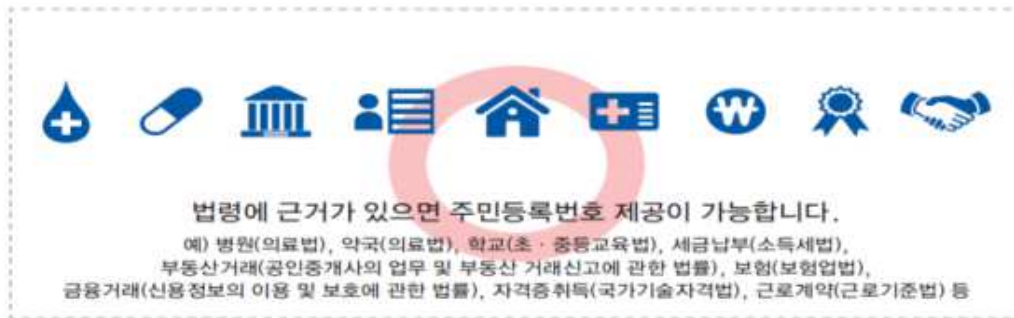 법령에 근거가 있으면 주민등록번호 제공이 가능합니다.
예) 병원(의료법), 약국(의료법), 학교(초 · 중등교육법), 세금납부(소득세법),
부동산거래(공인중개사의 업무 및 부동산 거래신고에 관한 법률), 보험(보험업법),
금융거래(신용정보의 이용 및 보호에 관한 법률), 자격증취득(국가기술자격법), 근로계약(근로기준법) 등